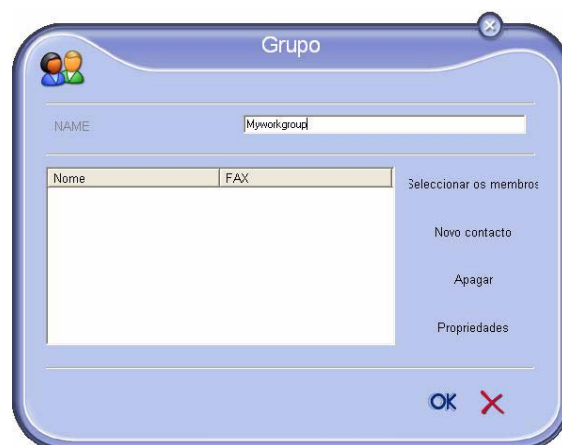 Grupo
NAME
Myworkgroup
Nome FAX
Seleccionar os membros
Novo contacto
Apagar
Propriedades
OK